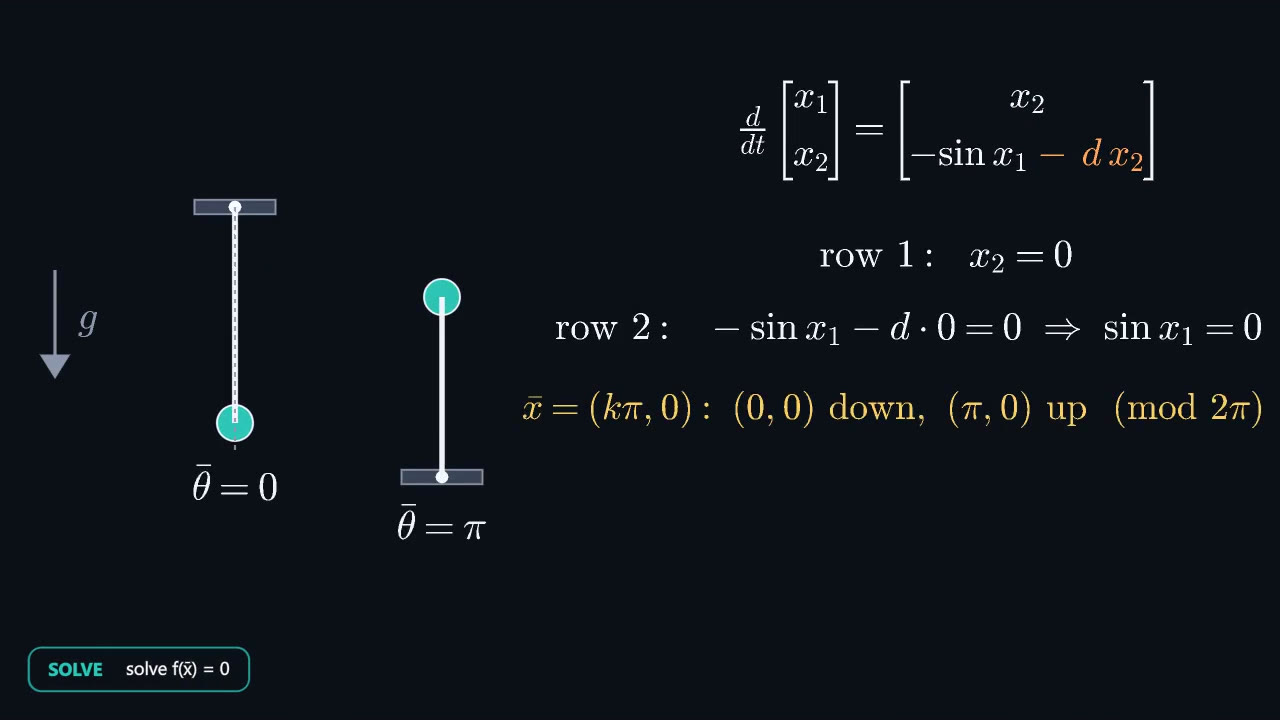 d/dt [x₁ x₂] = [x₂ −sin x₁ − d x₂]
row 1 : x₂ = 0
row 2 : − sin x₁ − d · 0 = 0 ⇒ sin x₁ = 0
x̄ = (kπ, 0) : (0, 0) down, (π, 0) up (mod 2π)
g
θ̄ = 0
θ̄ = π
SOLVE solve f(x̄) = 0